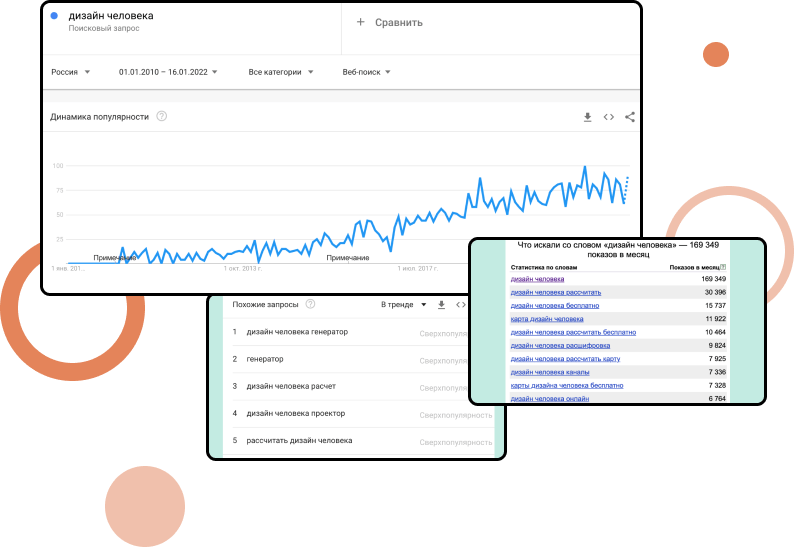 дизайн человека
Поисковый запрос
+ Сравнить
Россия
01.01.2010 – 16.01.2022
Все категории
Веб-поиск
Динамика популярности
100
75
50
25
Примечание
Примечание
1 янв. 201…
1 окт. 2013 г.
1 июл. 2017 г.
Что искали со словом «дизайн человека» — 169 349
показов в месяц
Статистика по словам Показов в месяц
дизайн человека 169 349
дизайн человека рассчитать 30 396
дизайн человека бесплатно 15 737
карта дизайн человека 11 922
дизайн человека рассчитать бесплатно 10 464
дизайн человека расшифровка 9 824
дизайн человека рассчитать карту 7 925
дизайн человека каналы 7 336
карты дизайна человека бесплатно 7 328
дизайн человека онлайн 6 764
Похожие запросы В тренде
1 дизайн человека генератор Сверхпопуля
2 генератор Сверхпопуля
3 дизайн человека расчет Сверхпопуля
4 дизайн человека проектор Сверхпопулярность
5 рассчитать дизайн человека Сверхпопулярность